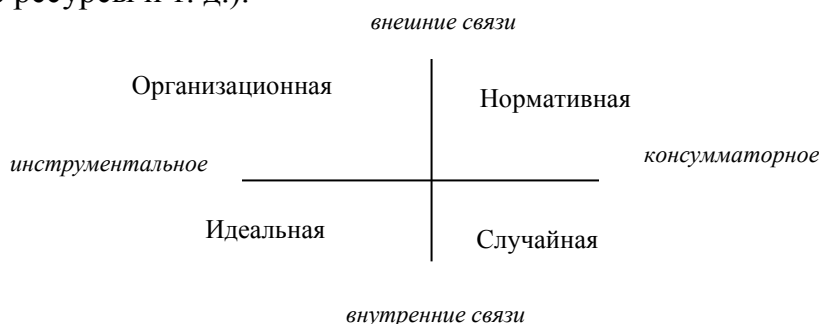 ресурсы и т. д.).
внешние связи
Организационная
Нормативная
инструментальное
консумматорное
Идеальная
Случайная
внутренние связи